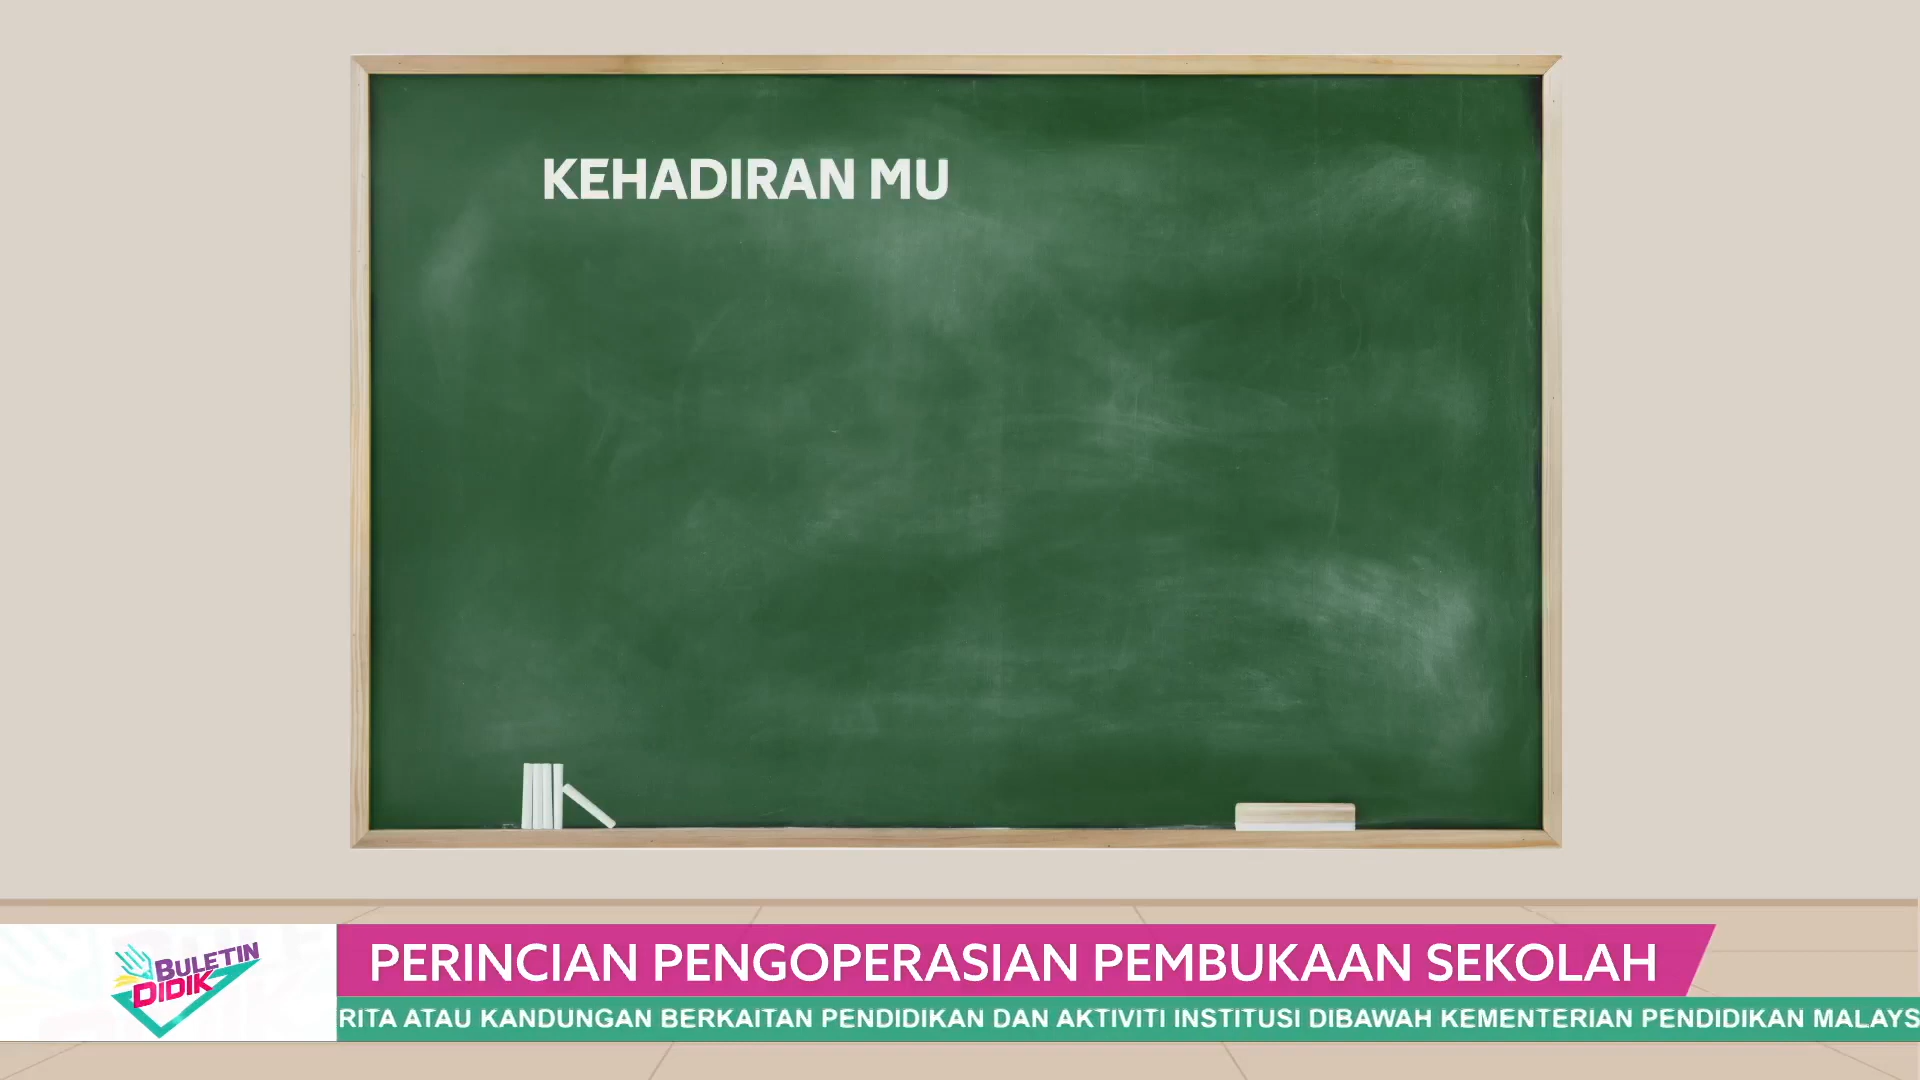 KEHADIRAN MU
BULETIN
DIDIK
PERINCIAN PENGOPERASIAN PEMBUKAAN SEKOLAH
RITA ATAU KANDUNGAN BERKAITAN PENDIDIKAN DAN AKTIVITI INSTITUSI DIBAWAH KEMENTERIAN PENDIDIKAN MALAYS